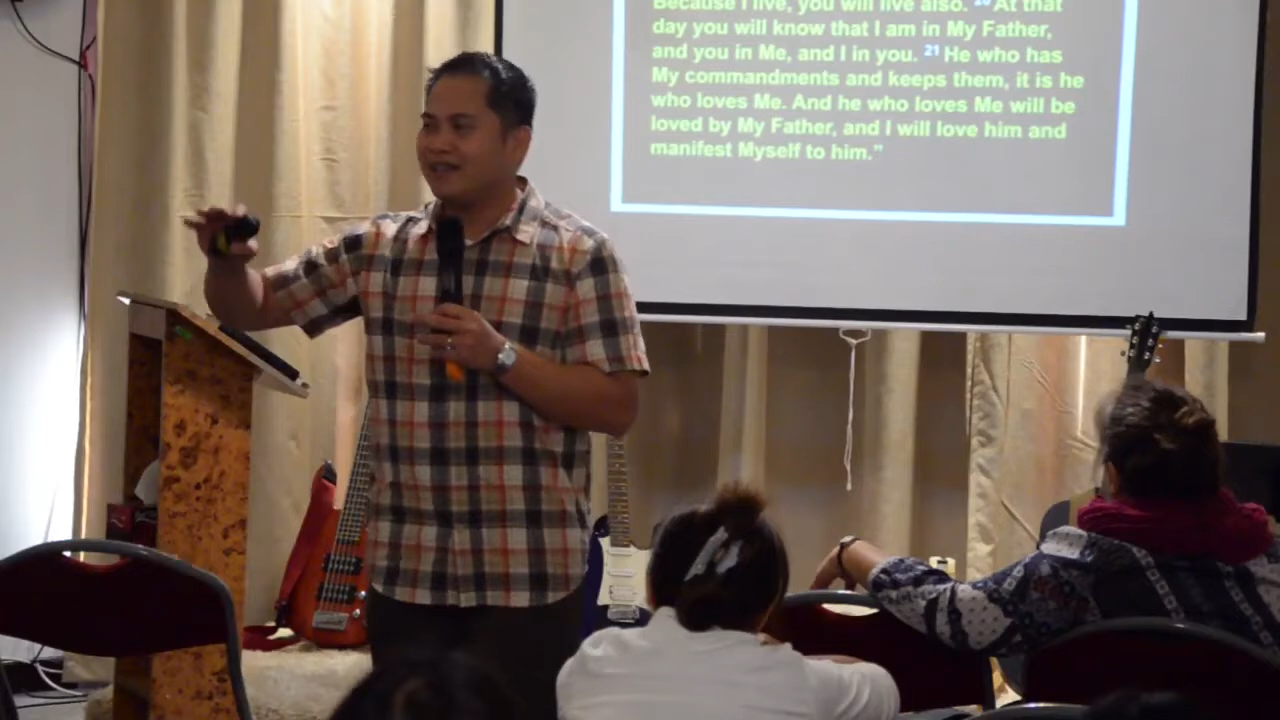 Because I live, you will live also. 20 At that
day you will know that I am in My Father,
and you in Me, and I in you. 21 He who has
My commandments and keeps them, it is he
who loves Me. And he who loves Me will be
loved by My Father, and I will love him and
manifest Myself to him.”